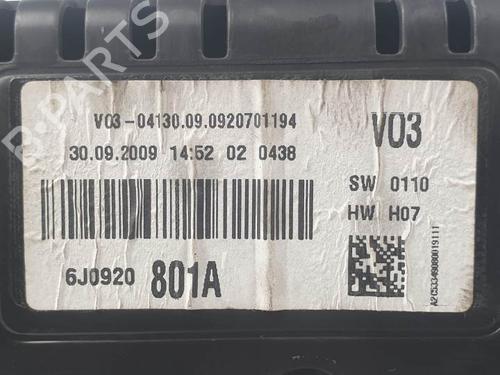 B-PARTS
V03-04130.09.0920701194
V03
30.09.2009 14:52 02 0438
SW 0110
HW H07
6J0920 801A
A2C53349080019111